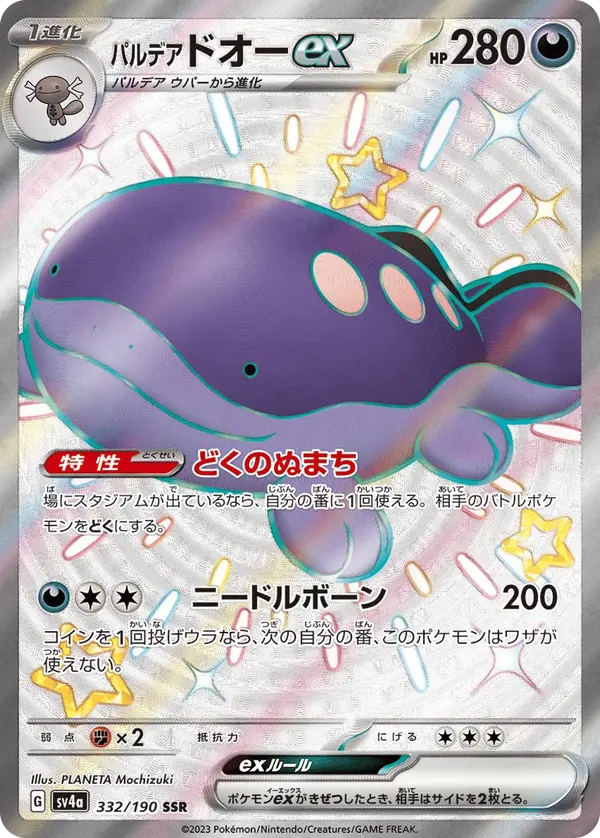 1進化
パルデアドオーex HP280
パルデア ウパーから進化
特性 とくせい どくのぬまち
場にスタジアムが出ているなら、自分の番に1回使える。相手のバトルポケ
モンをどくにする。
ニードルボーン 200
コインを1回投げウラなら、次の自分の番、このポケモンはワザが
使えない。
弱点 ×2 抵抗力 にげる
exルール
ポケモンexがきぜつしたとき、相手はサイドを2枚とる。
Illus. PLANETA Mochizuki
G sv4a 332/190 SSR
©2023 Pokémon/Nintendo/Creatures/GAME FREAK.